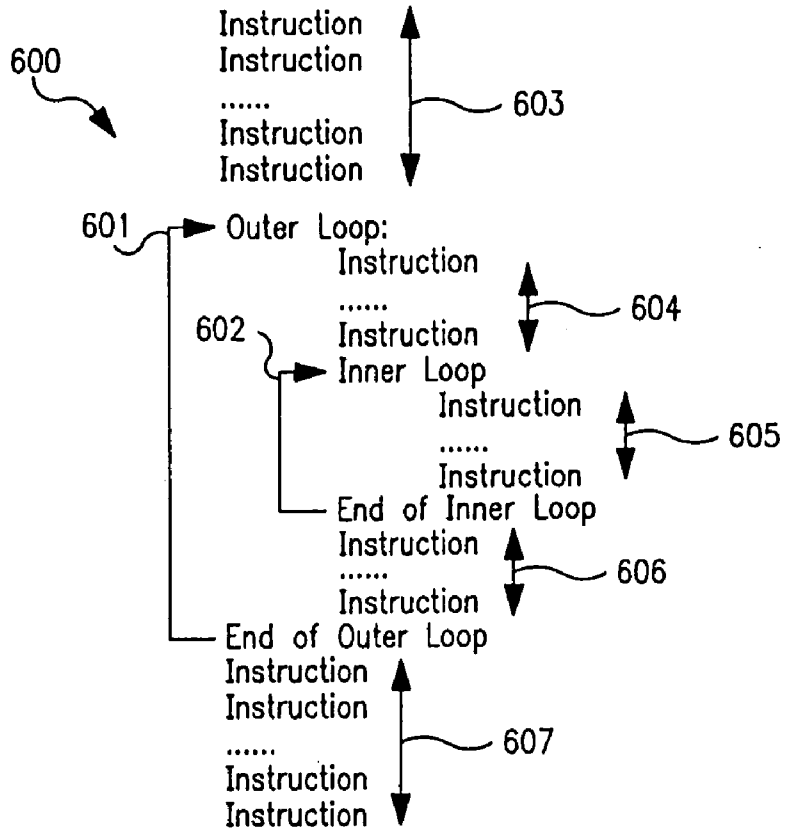 Instruction
600
Instruction
......
603
Instruction
Instruction
601
Outer Loop:
Instruction
......
604
Instruction
602
Inner Loop
Instruction
......
605
Instruction
End of Inner Loop
Instruction
......
606
Instruction
End of Outer Loop
Instruction
Instruction
......
607
Instruction
Instruction